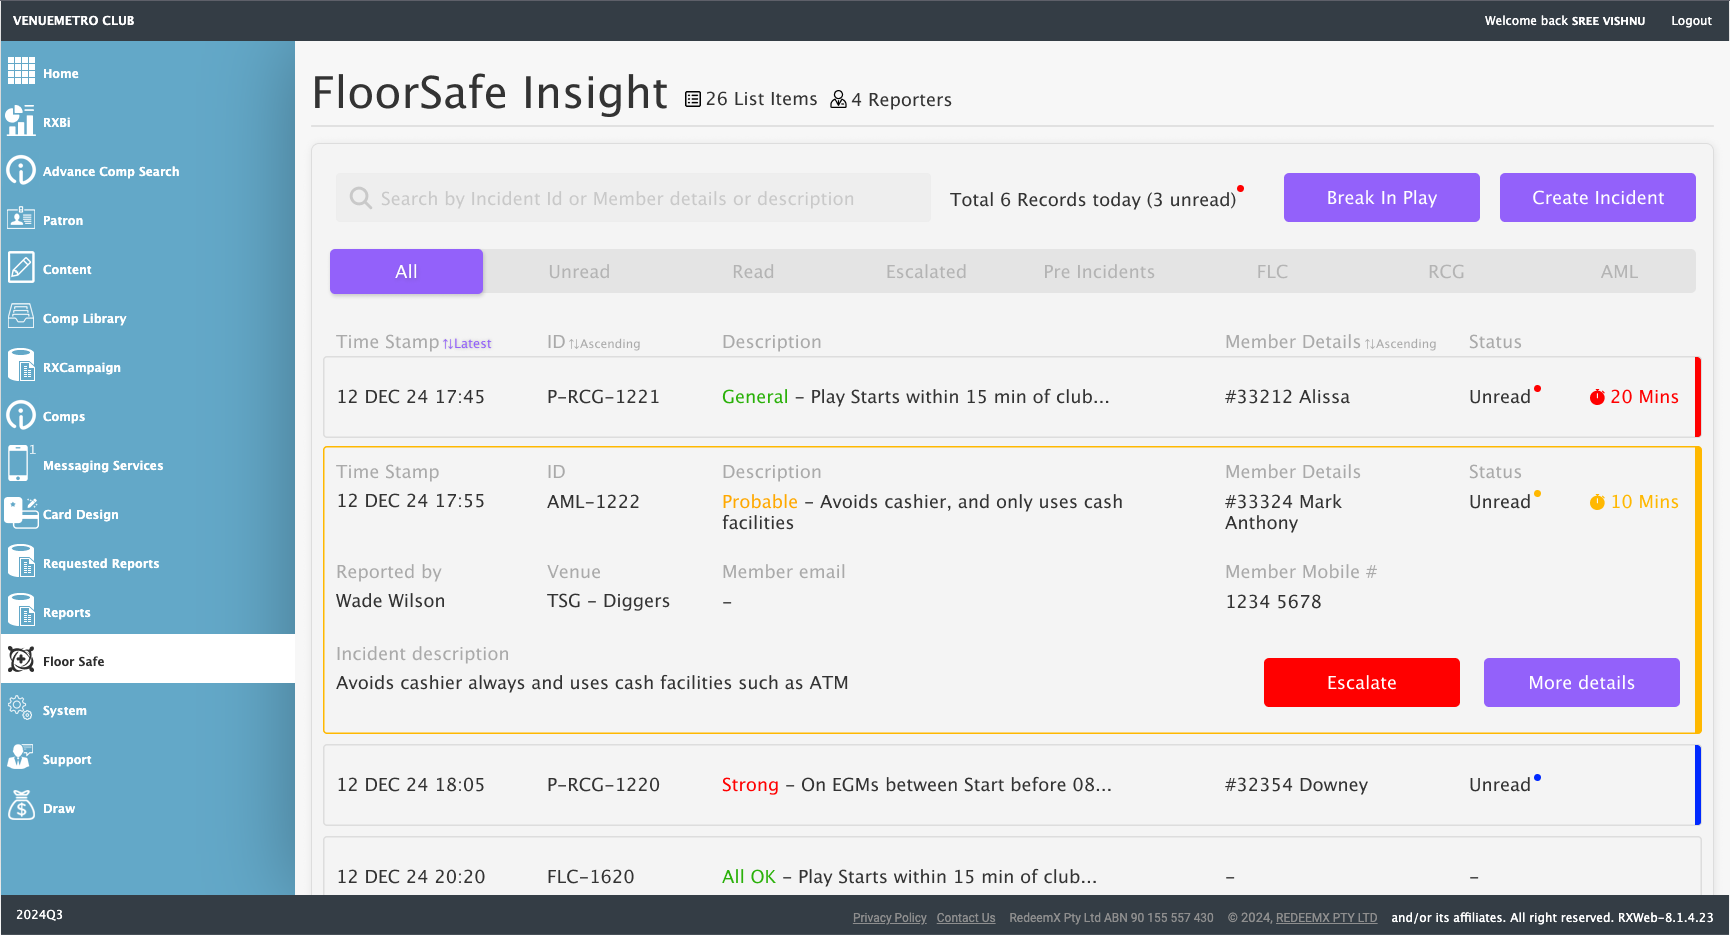 VENUEMETRO CLUB
Welcome back SREE VISHNU
Logout
Home
RXBi
Advance Comp Search
Patron
Content
Comp Library
RXCampaign
Comps
1
Messaging Services
Card Design
Requested Reports
Reports
Floor Safe
System
Support
Draw
FloorSafe Insight
26 List Items
4 Reporters
Search by Incident Id or Member details or description
Total 6 Records today (3 unread)
Break In Play
Create Incident
All
Unread
Read
Escalated
Pre Incidents
FLC
RCG
AML
Time Stamp ↑↓Latest
ID ↑↓Ascending
Description
Member Details ↑↓Ascending
Status
12 DEC 24 17:45
P-RCG-1221
General - Play Starts within 15 min of club...
#33212 Alissa
Unread
20 Mins
Time Stamp
ID
Description
Member Details
Status
12 DEC 24 17:55
AML-1222
Probable - Avoids cashier, and only uses cash
facilities
#33324 Mark
Anthony
Unread
10 Mins
Reported by
Venue
Member email
Member Mobile #
Wade Wilson
TSG - Diggers
-
1234 5678
Incident description
Avoids cashier always and uses cash facilities such as ATM
Escalate
More details
12 DEC 24 18:05
P-RCG-1220
Strong - On EGMs between Start before 08...
#32354 Downey
Unread
12 DEC 24 20:20
FLC-1620
All OK - Play Starts within 15 min of club...
-
-
2024Q3
Privacy Policy
Contact Us
RedeemX Pty Ltd ABN 90 155 557 430
© 2024, REDEEMX PTY LTD
and/or its affiliates. All right reserved. RXWeb-8.1.4.23